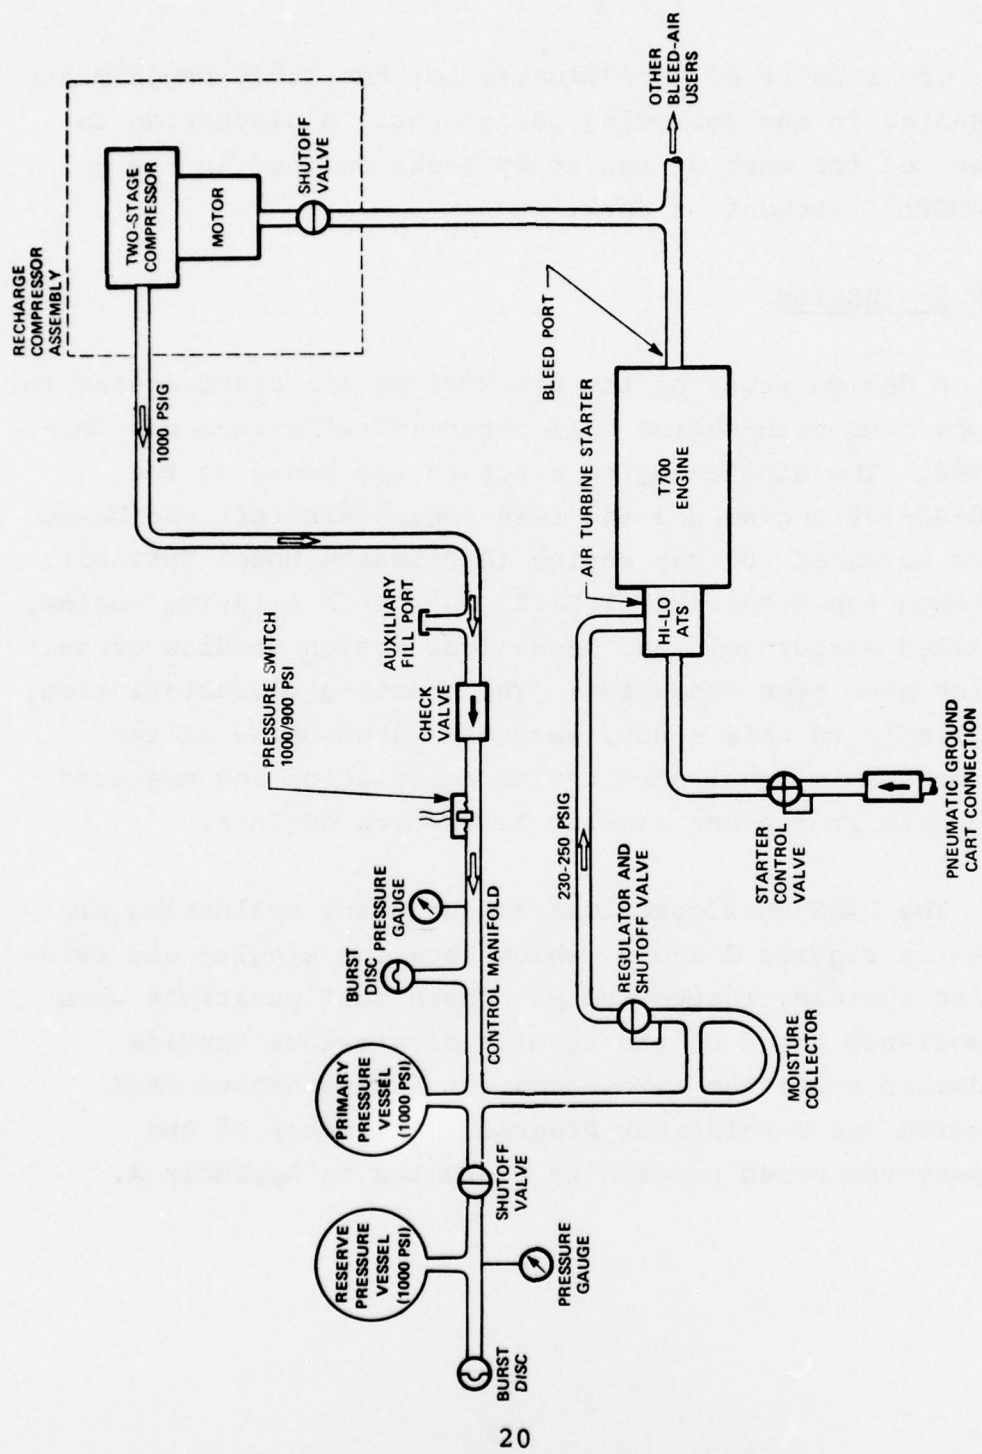 RECHARGE
COMPRESSOR
ASSEMBLY
TWO-STAGE
COMPRESSOR
MOTOR
SHUTOFF
VALVE
1000 PSIG
OTHER
BLEED-AIR
USERS
BLEED PORT
T700
ENGINE
AIR TURBINE STARTER
HI-LO
ATS
AUXILIARY
FILL PORT
PRESSURE SWITCH
1000/900 PSI
CHECK
VALVE
PRESSURE
GAUGE
BURST
DISC
CONTROL MANIFOLD
230-250 PSIG
REGULATOR AND
SHUTOFF VALVE
STARTER
CONTROL
VALVE
PNEUMATIC GROUND
CART CONNECTION
MOISTURE
COLLECTOR
PRIMARY
PRESSURE
VESSEL
(1000 PSI)
SHUTOFF
VALVE
RESERVE
PRESSURE
VESSEL
(1000 PSI)
PRESSURE
GAUGE
BURST
DISC
20